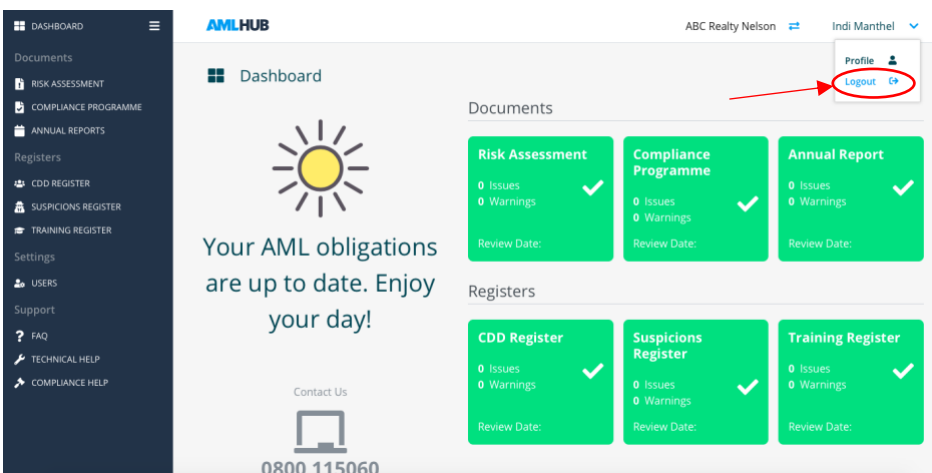 DASHBOARD
Documents
RISK ASSESSMENT
COMPLIANCE PROGRAMME
ANNUAL REPORTS
Registers
CDD REGISTER
SUSPICIONS REGISTER
TRAINING REGISTER
Settings
USERS
Support
FAQ
TECHNICAL HELP
COMPLIANCE HELP
AMLHUB
ABC Realty Nelson
Indi Manthel
Profile
Logout
Dashboard
Your AML obligations
are up to date. Enjoy
your day!
Contact Us
0800 115060
Documents
Risk Assessment
0 Issues
0 Warnings
Review Date:
Compliance
Programme
0 Issues
0 Warnings
Review Date:
Annual Report
0 Issues
0 Warnings
Review Date:
Registers
CDD Register
0 Issues
0 Warnings
Review Date:
Suspicions
Register
0 Issues
0 Warnings
Review Date:
Training Register
0 Issues
0 Warnings
Review Date: